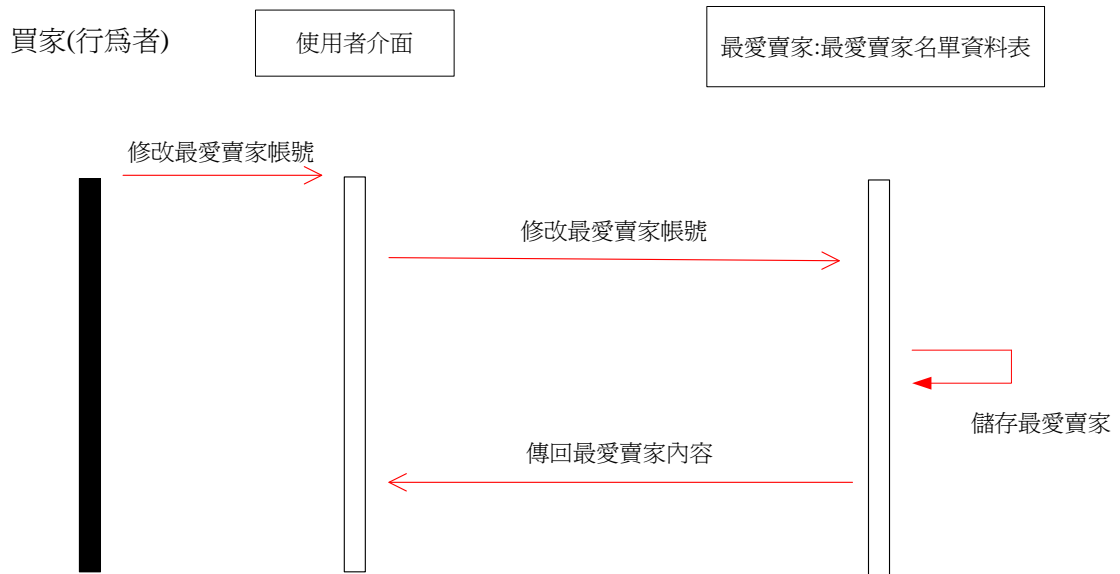 買家(行爲者)
使用者介面
最愛賣家:最愛賣家名單資料表
修改最愛賣家帳號
修改最愛賣家帳號
儲存最愛賣家
傳回最愛賣家內容